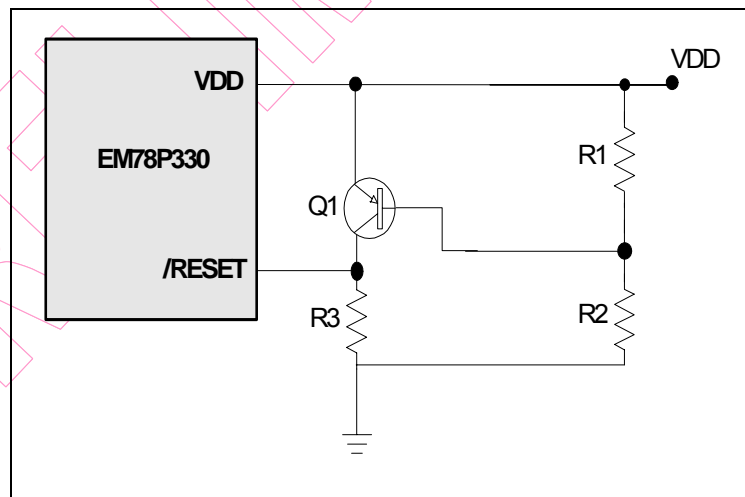 VDD
VDD
EM78P330
R1
Q1
/RESET
R3
R2